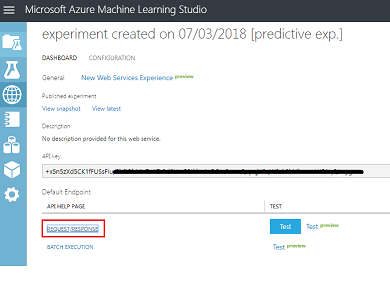 Microsoft Azure Machine Learning Studio
experiment created on 07/03/2018 [predictive exp.]
DASHBOARD CONFIGURATION
General New Web Services Experience preview
Published experiment
View snapshot View latest
Description
No description provided for this web service.
API key
Default Endpoint
API HELP PAGE TEST
REQUEST/RESPONSE Test Test preview
BATCH EXECUTION Test preview